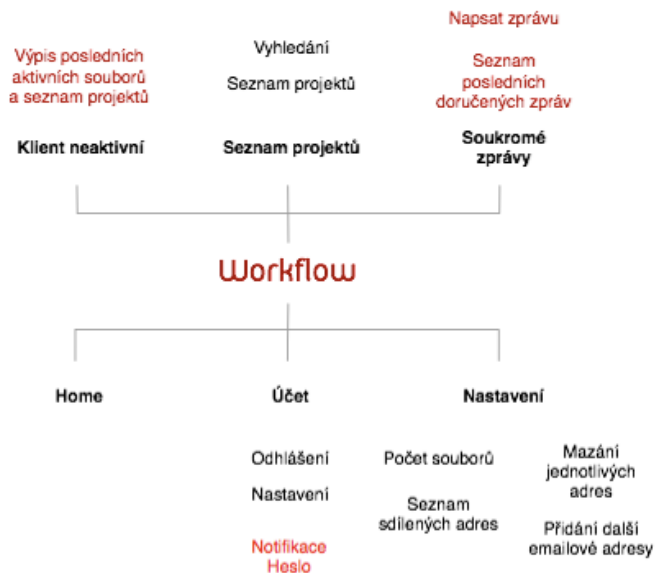 Výpis posledních
aktivních souborů
a seznam projektů
Klient neaktivní
Vyhledání
Seznam projektů
Seznam projektů
Napsat zprávu
Seznam
posledních
doručených zpráv
Soukromé
zprávy
Workflow
Home
Účet
Odhlášení
Nastavení
Notifikace
Heslo
Nastavení
Počet souborů
Seznam
sdílených adres
Mazání
jednotlivých
adres
Přidání další
emailové adresy